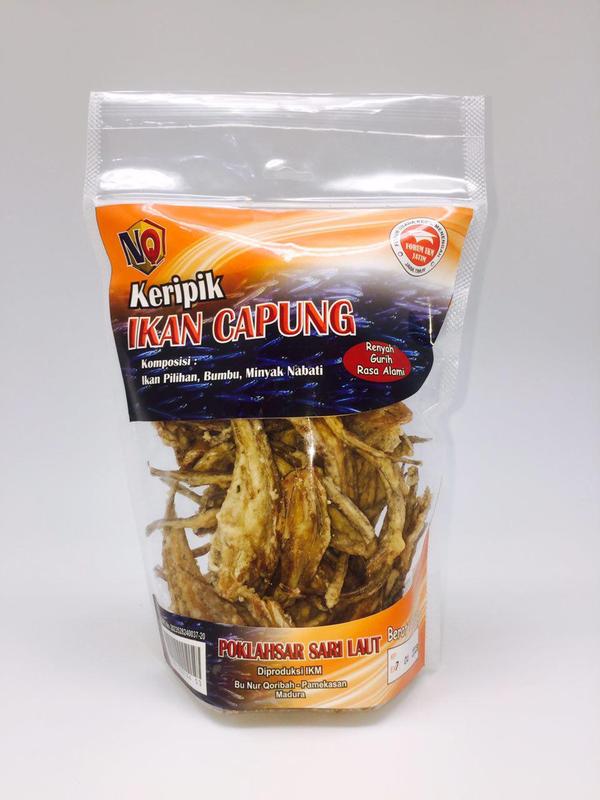 NQ
Keripik
IKAN CAPUNG
Komposisi :
Ikan Pilihan, Bumbu, Minyak Nabati
FORUM IKM
JATIM
Renyah
Gurih
Rasa Alami
POKLAHSAR SARI LAUT
Diproduksi IKM
Bu Nur Qoribah - Pamekasan
Madura